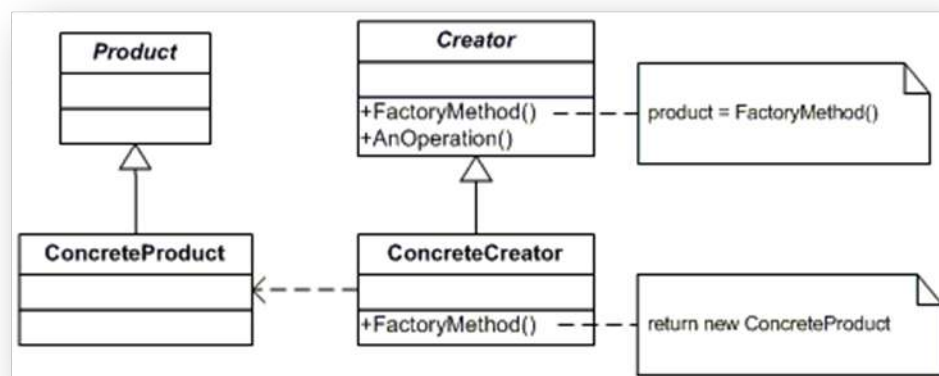 Product
Creator
+FactoryMethod()
+AnOperation()
product = FactoryMethod()
ConcreteProduct
ConcreteCreator
+FactoryMethod()
return new ConcreteProduct